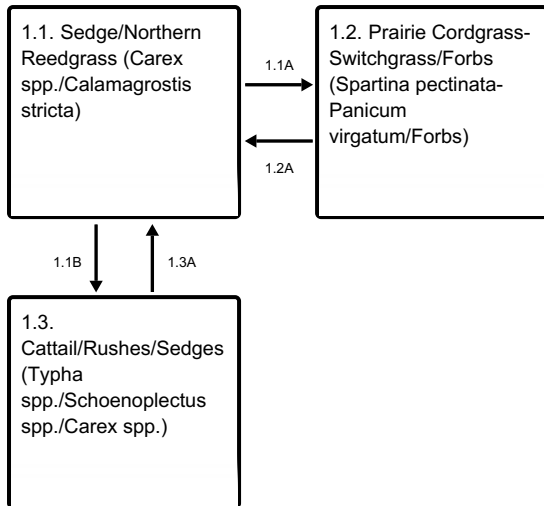 1.1. Sedge/Northern
Reedgrass (Carex
spp./Calamagrostis
stricta)
1.1A
1.2A
1.2. Prairie Cordgrass-
Switchgrass/Forbs
(Spartina pectinata-
Panicum
virgatum/Forbs)
1.1B
1.3A
1.3.
Cattail/Rushes/Sedges
(Typha
spp./Schoenoplectus
spp./Carex spp.)